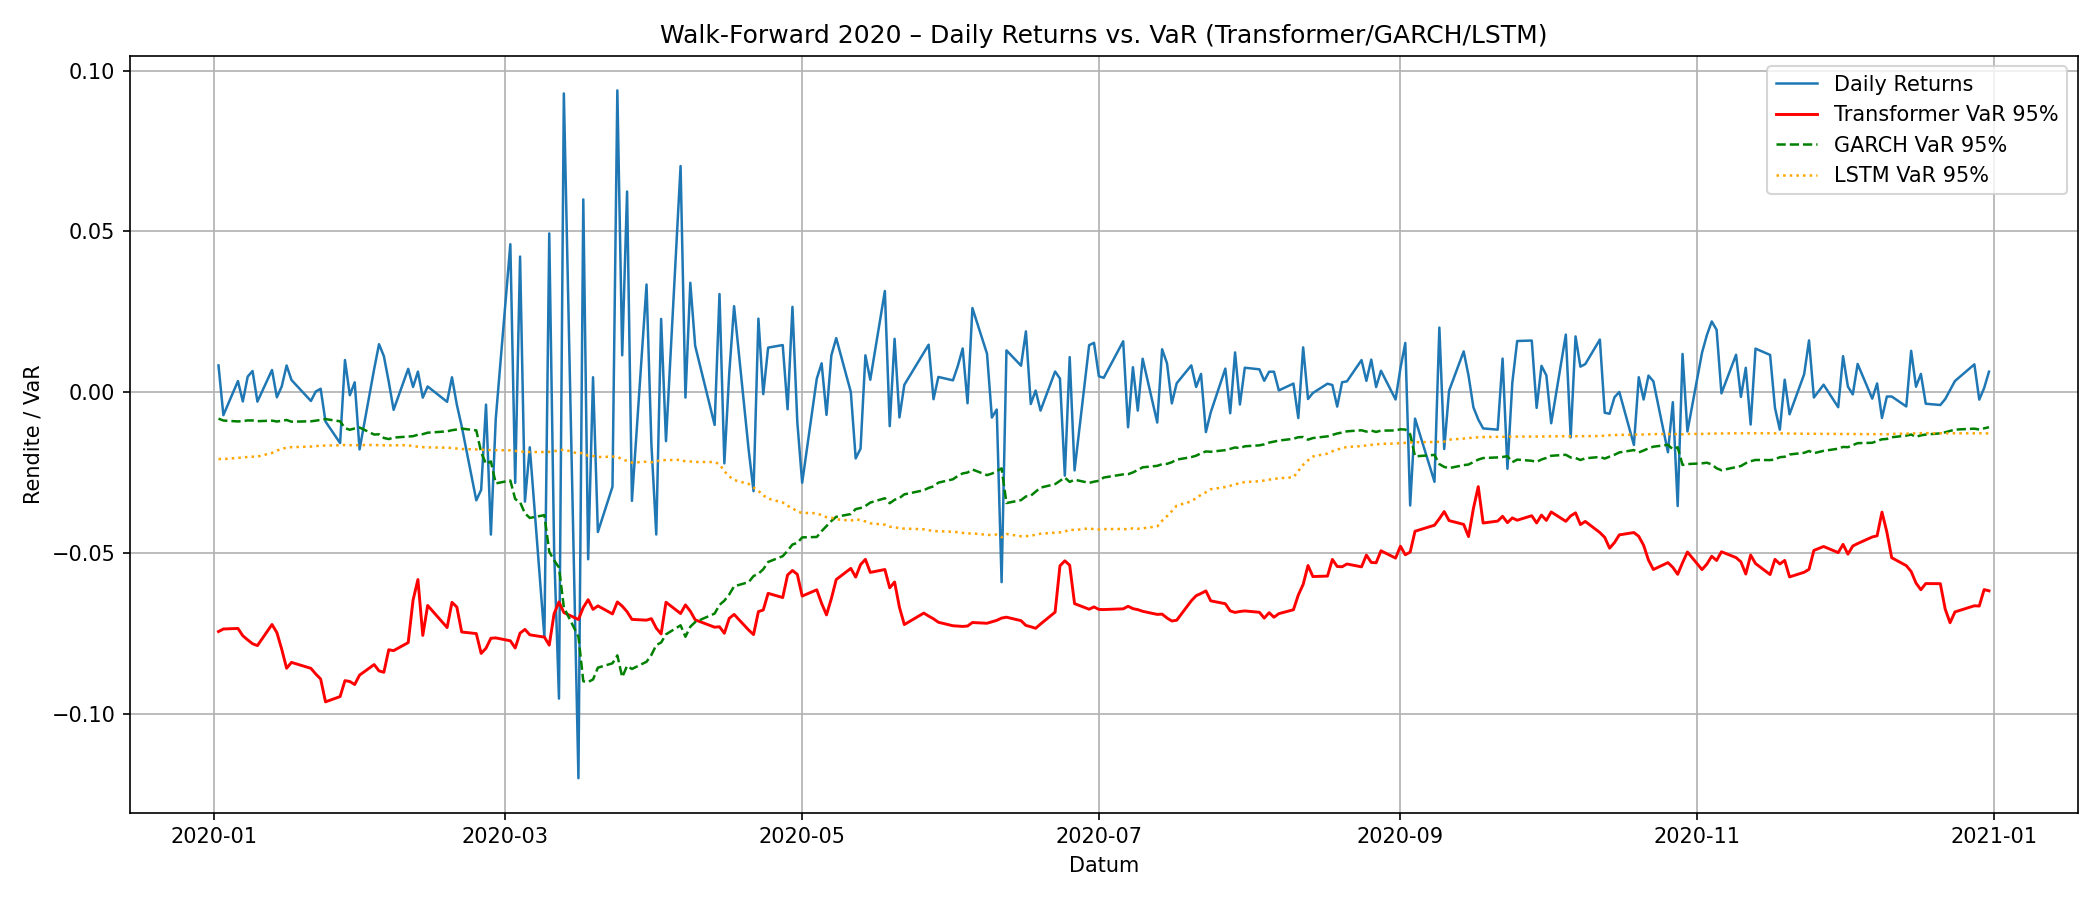 Walk-Forward 2020 – Daily Returns vs. VaR (Transformer/GARCH/LSTM)
Daily Returns
Transformer VaR 95%
GARCH VaR 95%
LSTM VaR 95%
Rendite / VaR
0.10
0.05
0.00
−0.05
−0.10
2020-01
2020-03
2020-05
2020-07
2020-09
2020-11
2021-01
Datum